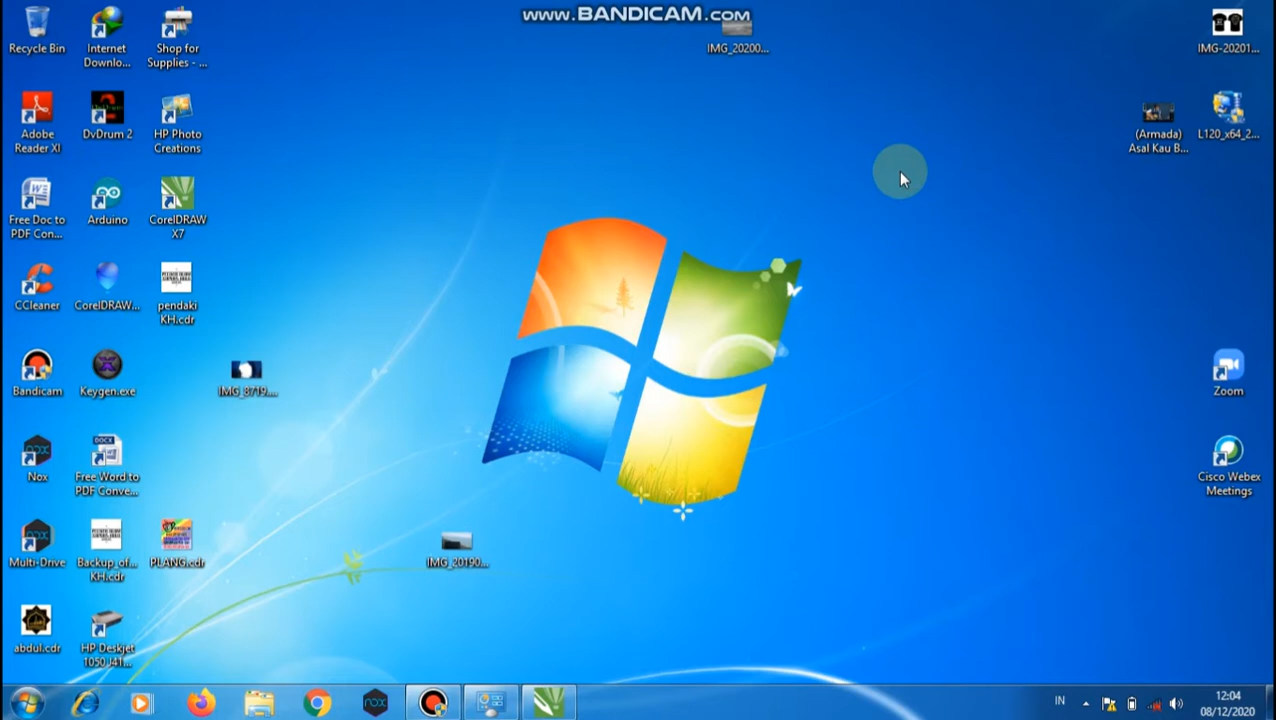 www.BANDICAM.com
Recycle Bin
Internet
Downlo...
Shop for
Supplies - ...
IMG_20200...
IMG-20201...
Adobe
Reader XI
DvDrum 2
HP Photo
Creations
(Armada)
Asal Kau B...
L120_x64_2...
Free Doc to
PDF Con...
Arduino
CorelDRAW
X7
CCleaner
CorelDRAW...
pendaki
KH.cdr
Bandicam
Keygen.exe
IMG_8719....
Zoom
Nox
Free Word to
PDF Conve...
Cisco Webex
Meetings
Multi-Drive
Backup_of...
KH.cdr
PLANG.cdr
IMG_20190...
abdul.cdr
HP Deskjet
1050 J41...
IN
12:04
08/12/2020